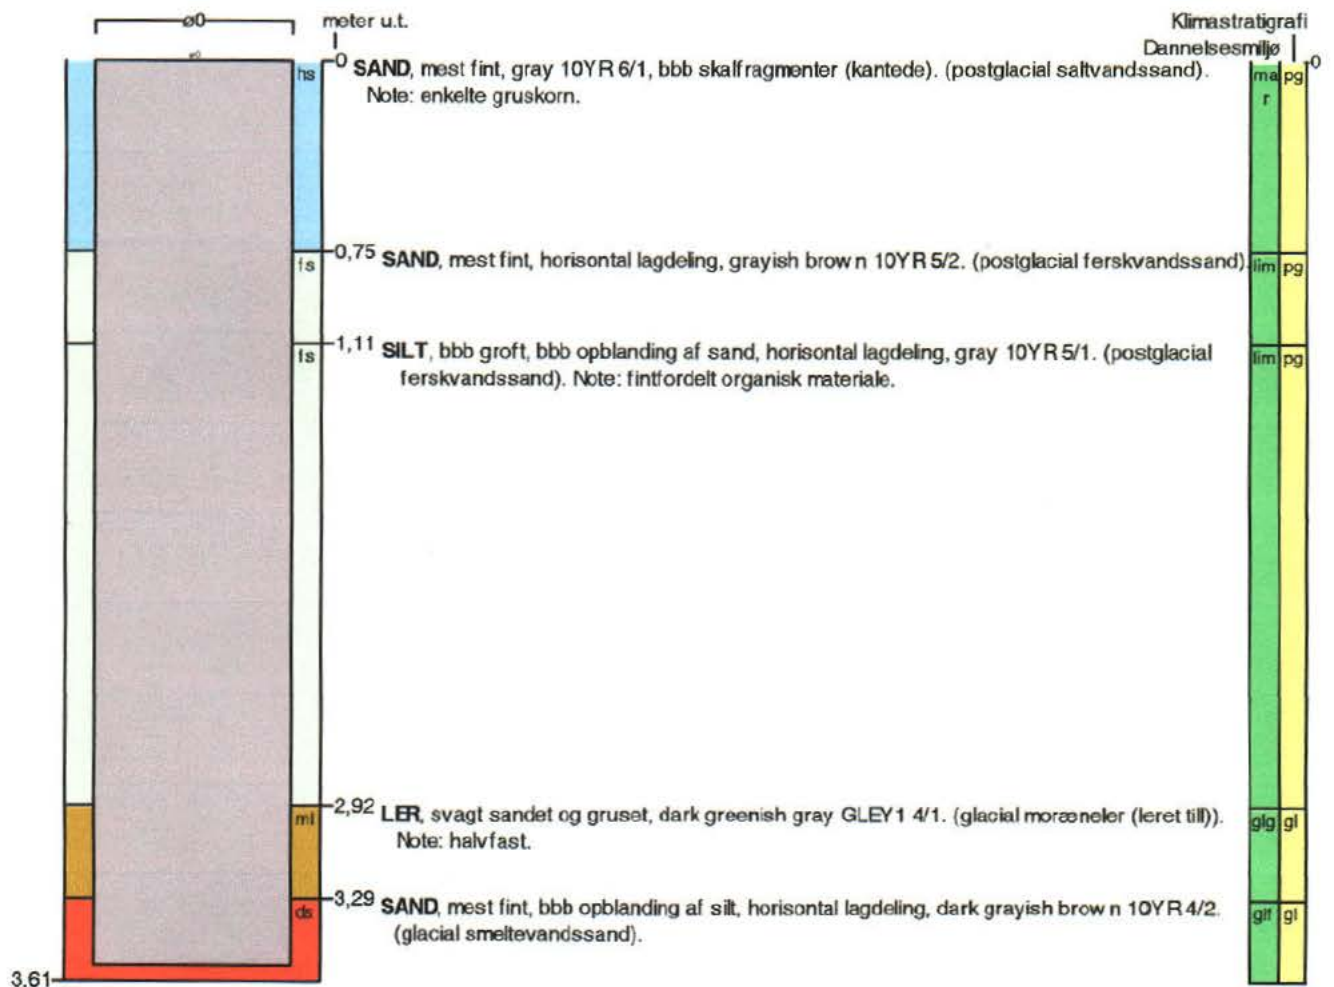 ø0
meter u.t.
Klimastratigrafi
Dannelsesmiljø
ø0
0
0
hs
SAND, mest fint, gray 10YR 6/1, bbb skalfragmenter (kantede). (postglacial saltvandssand).
Note: enkelte gruskorn.
ma
r
pg
0,75
fs
SAND, mest fint, horisontal lagdeling, grayish brown 10YR 5/2. (postglacial ferskvandssand).
lim
pg
1,11
fs
SILT, bbb groft, bbb opblanding af sand, horisontal lagdeling, gray 10YR 5/1. (postglacial
ferskvandssand). Note: fintfordelt organisk materiale.
lim
pg
2,92
ml
LER, svagt sandet og gruset, dark greenish gray GLEY1 4/1. (glacial moræneler (leret till)).
Note: halvfast.
glg
gl
3,29
ds
SAND, mest fint, bbb opblanding af silt, horisontal lagdeling, dark grayish brown 10YR 4/2.
(glacial smeltevandssand).
glf
gl
3.61